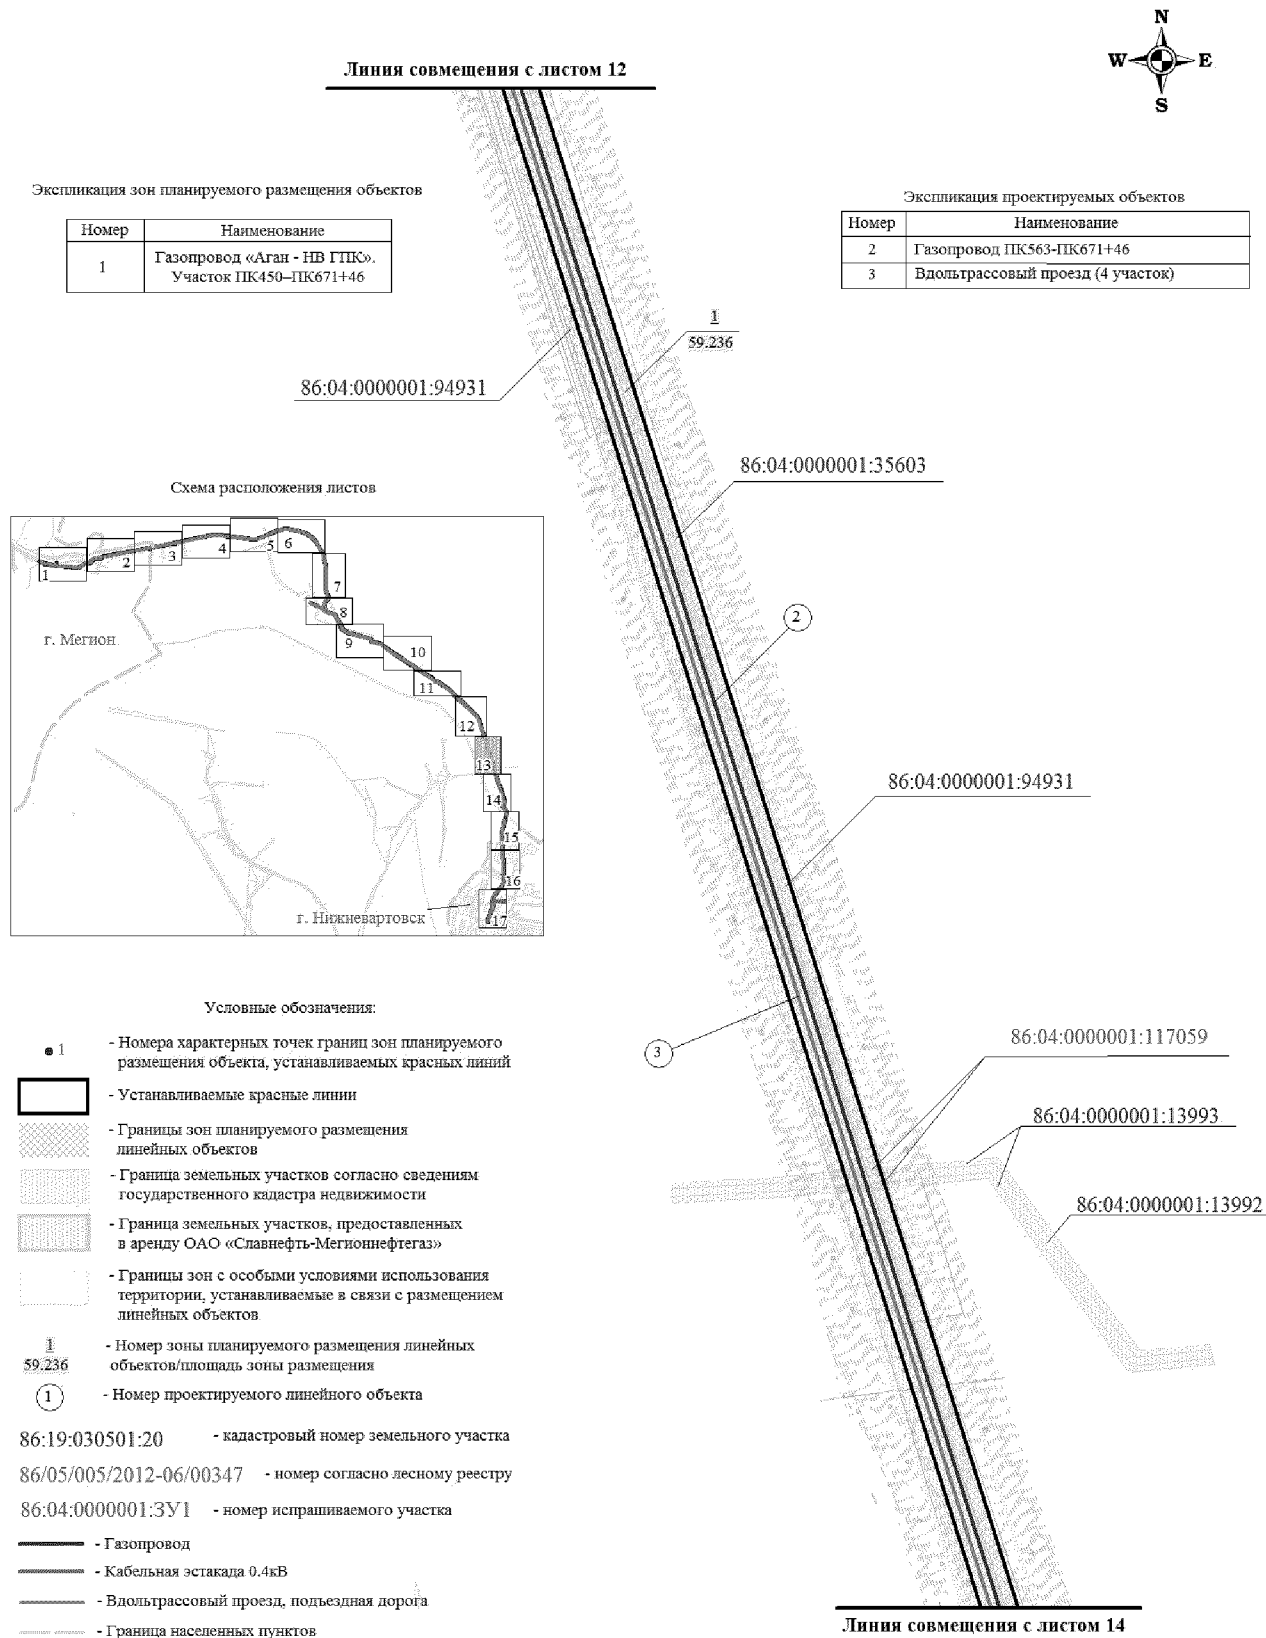 N
W E
S
Линия совмещения с листом 12
Экспликация зон планируемого размещения объектов
Номер Наименование
1 Газопровод «Аган - НВ ГПК».
Участок ПК450–ПК671+46
Экспликация проектируемых объектов
Номер Наименование
2 Газопровод ПК563-ПК671+46
3 Вдольтрассовый проезд (4 участок)
1
59.236
86:04:0000001:94931
86:04:0000001:35603
2
86:04:0000001:94931
3
86:04:0000001:117059
86:04:0000001:13993
86:04:0000001:13992
Схема расположения листов
1
2
3
4
5
6
7
8
9
10
11
12
13
14
15
16
17
г. Мегион
г. Нижневартовск
Условные обозначения:
1 - Номера характерных точек границ зон планируемого
размещения объекта, устанавливаемых красных линий
- Устанавливаемые красные линии
- Границы зон планируемого размещения
линейных объектов
- Граница земельных участков согласно сведениям
государственного кадастра недвижимости
- Граница земельных участков, предоставленных
в аренду ОАО «Славнефть-Мегионнефтегаз»
- Границы зон с особыми условиями использования
территории, устанавливаемые в связи с размещением
линейных объектов
1
59.236
- Номер зоны планируемого размещения линейных
объектов/площадь зоны размещения
1 - Номер проектируемого линейного объекта
86:19:030501:20 - кадастровый номер земельного участка
86/05/005/2012-06/00347 - номер согласно лесному реестру
86:04:0000001:ЗУ1 - номер испрашиваемого участка
- Газопровод
- Кабельная эстакада 0.4кВ
- Вдольтрассовый проезд, подъездная дорога
- Граница населенных пунктов
Линия совмещения с листом 14